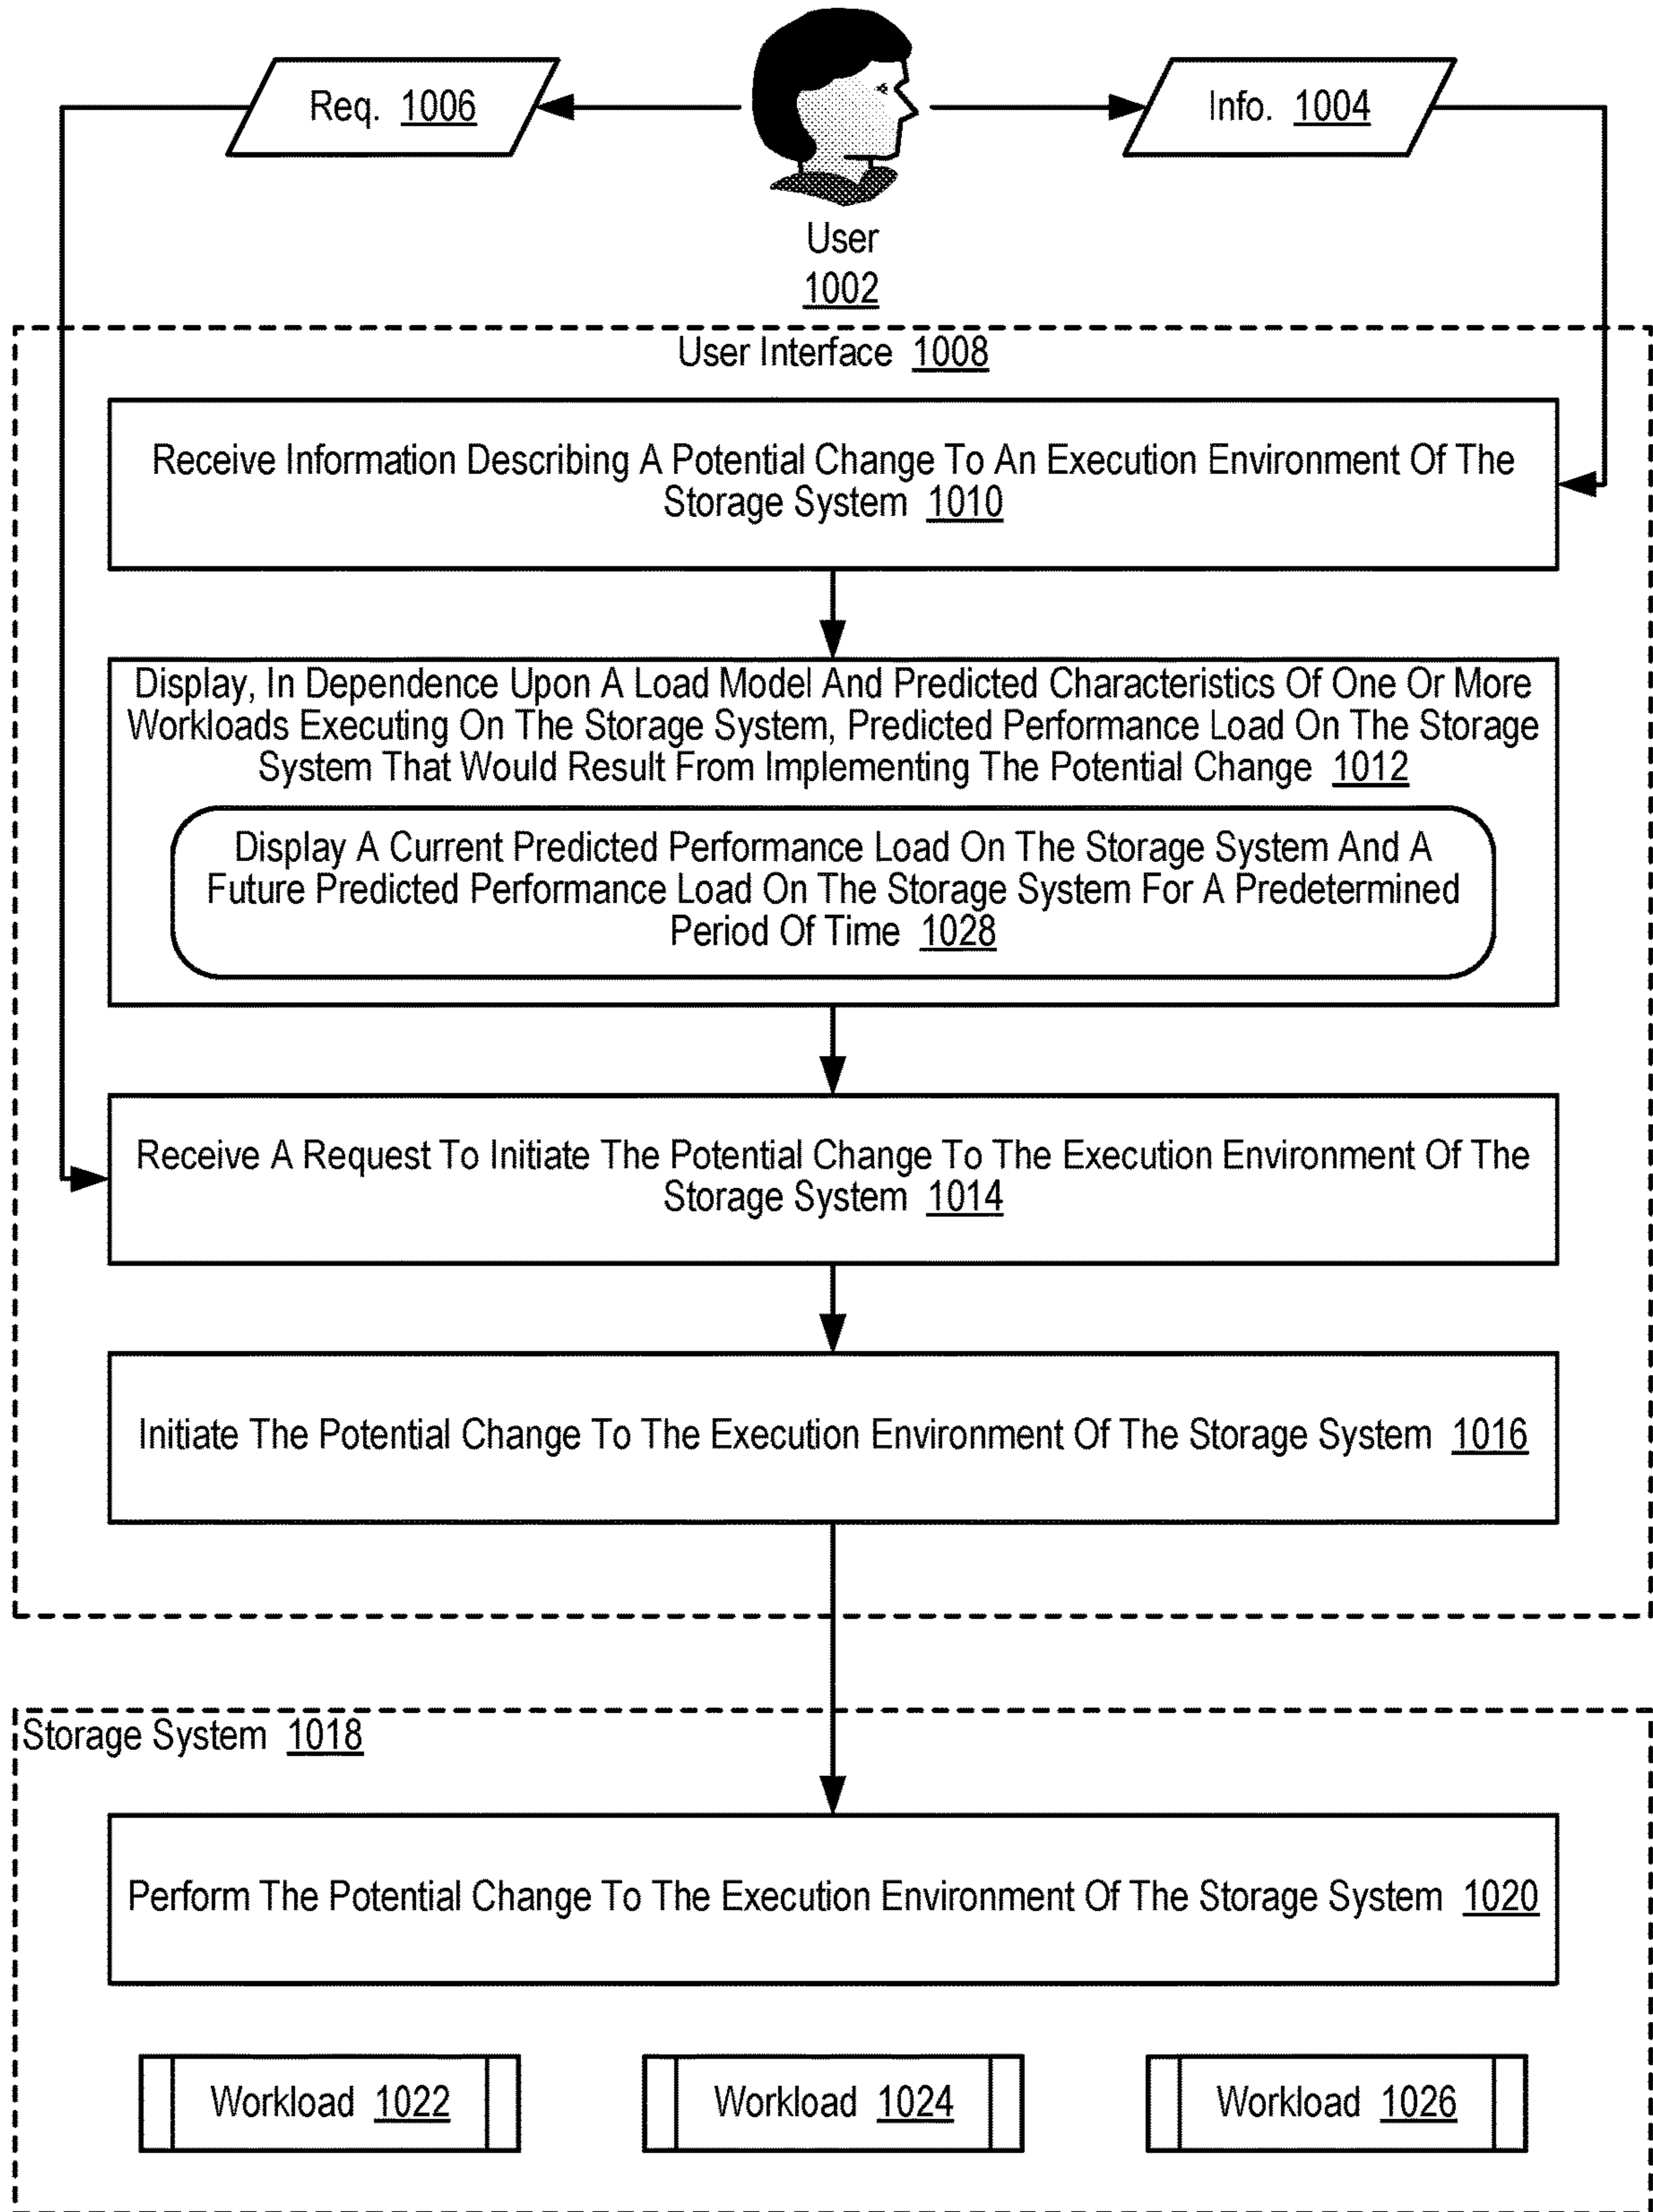 Req. 1006
Info. 1004
User
1002
User Interface 1008
Receive Information Describing A Potential Change To An Execution Environment Of The
Storage System 1010
Display, In Dependence Upon A Load Model And Predicted Characteristics Of One Or More
Workloads Executing On The Storage System, Predicted Performance Load On The Storage
System That Would Result From Implementing The Potential Change 1012
Display A Current Predicted Performance Load On The Storage System And A
Future Predicted Performance Load On The Storage System For A Predetermined
Period Of Time 1028
Receive A Request To Initiate The Potential Change To The Execution Environment Of The
Storage System 1014
Initiate The Potential Change To The Execution Environment Of The Storage System 1016
Storage System 1018
Perform The Potential Change To The Execution Environment Of The Storage System 1020
Workload 1022
Workload 1024
Workload 1026